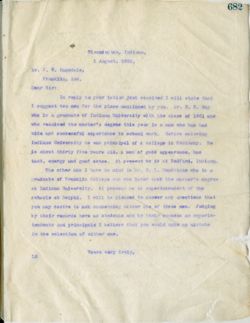 682
Bloomington, Indiana,
1 August,
Mr. F. W. Ragsdale,
Franklin, Ind.
Dear Sir:
In reply to your letter just received I will state that
I suggest two men for the place mentioned by you. Mr. E. E.
who is a graduate of Indiana University with the class of 1891 and
who received the master's degree this year is a man who has had
wide and successful experience in school work. Before entering
Indiana University he was principal of a college in Kentucky. He
is about thirty five years old, a man of good appearance, has
tact, energy and good sense. At present he is at Bedford, Indiana.
The other man I have in mind is Mr. who is a
graduate of Franklin College and who later took the master's degree
at Indiana University. At present he is superintendent of the
schools at I will be pleased to answer any questions that
you may desire to ask concerning either one of these men. Judging
by their records here as students and by their success as superin-
tendents and principals I believe that you would make no mistake
in the selection of either one.
Yours very truly,